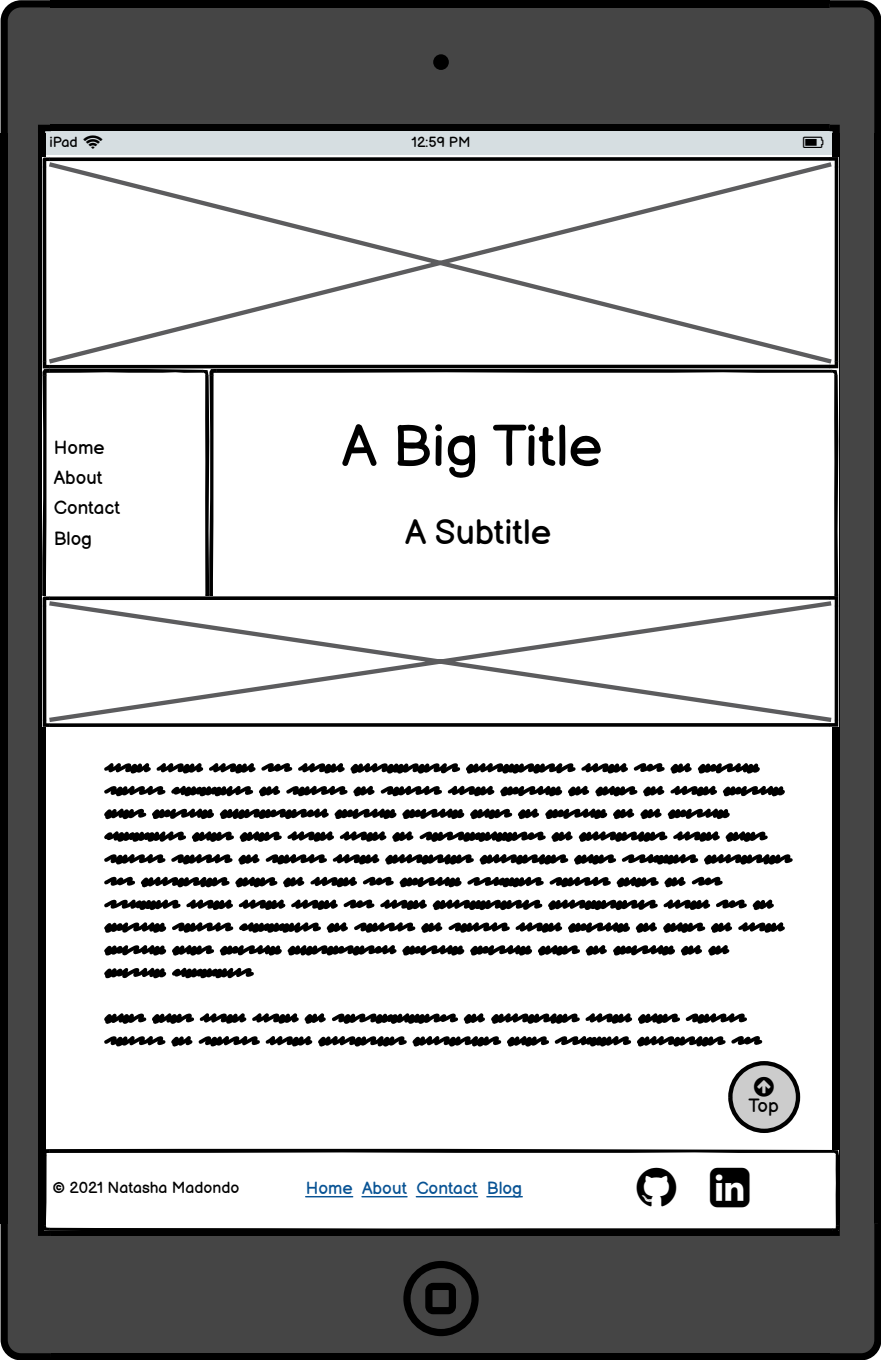 iPad 12:59 PM
Home
About
Contact
Blog
A Big Title
A Subtitle
Top
© 2021 Natasha Madondo Home About Contact Blog in